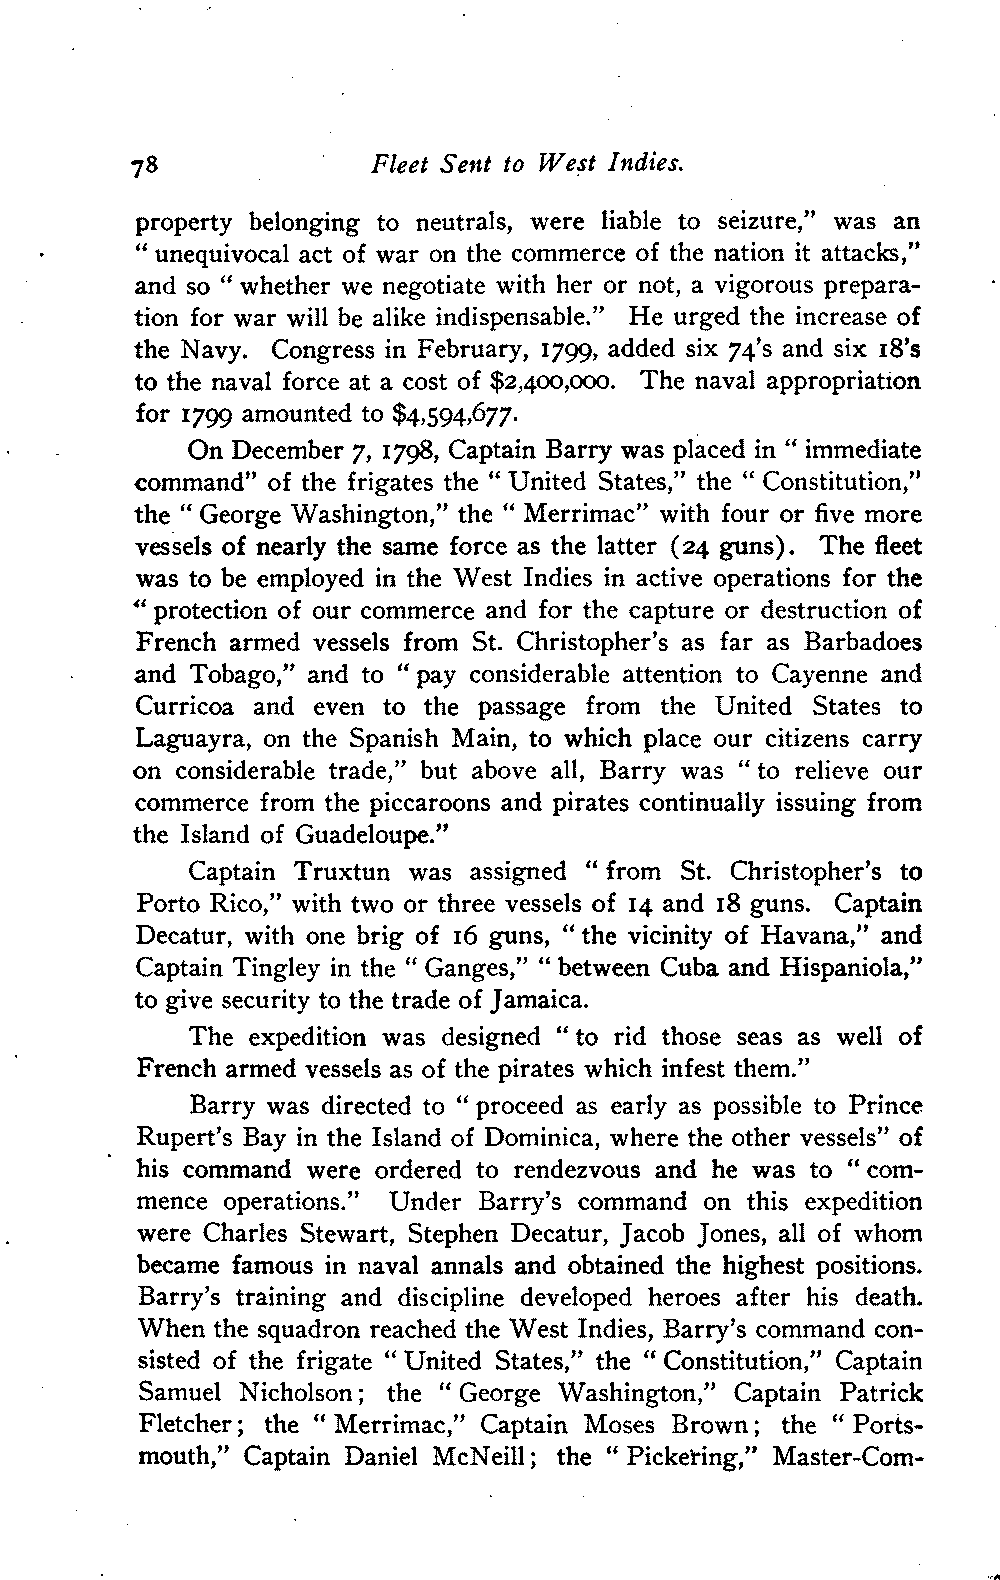 78 Fleet Sent to West Indies.
property belonging to neutrals, were liable to seizure,” was an
“ unequivocal act of war on the commerce of the nation it attacks,”
and so “ whether we negotiate with her or not, a vigorous prepara-
tion for war will be alike indispensable.” He urged the increase of
the Navy. Congress in February, 1799, added six 74’s and six 18’s
to the naval force at a cost of $2,400,000. The naval appropriation
for 1799 amounted to $4,594,677.
On December 7, 1798, Captain Barry was placed in “ immediate
command” of the frigates the “ United States,” the “ Constitution,”
the “ George Washington,” the “ Merrimac” with four or five more
vessels of nearly the same force as the latter (24 guns). The fleet
was to be employed in the West Indies in active operations for the
“ protection of our commerce and for the capture or destruction of
French armed vessels from St. Christopher’s as far as Barbadoes
and Tobago,” and to “ pay considerable attention to Cayenne and
Curricoa and even to the passage from the United States to
Laguayra, on the Spanish Main, to which place our citizens carry
on considerable trade,” but above all, Barry was “ to relieve our
commerce from the piccaroons and pirates continually issuing from
the Island of Guadeloupe.”
Captain Truxtun was assigned “ from St. Christopher’s to
Porto Rico,” with two or three vessels of 14 and 18 guns. Captain
Decatur, with one brig of 16 guns, “ the vicinity of Havana,” and
Captain Tingley in the “ Ganges,” “ between Cuba and Hispaniola,”
to give security to the trade of Jamaica.
The expedition was designed “ to rid those seas as well of
French armed vessels as of the pirates which infest them.”
Barry was directed to “ proceed as early as possible to Prince
Rupert’s Bay in the Island of Dominica, where the other vessels” of
his command were ordered to rendezvous and he was to “ com-
mence operations.” Under Barry’s command on this expedition
were Charles Stewart, Stephen Decatur, Jacob Jones, all of whom
became famous in naval annals and obtained the highest positions.
Barry’s training and discipline developed heroes after his death.
When the squadron reached the West Indies, Barry’s command con-
sisted of the frigate “ United States,” the “ Constitution,” Captain
Samuel Nicholson; the “ George Washington,” Captain Patrick
Fletcher; the “ Merrimac,” Captain Moses Brown; the “ Ports-
mouth,” Captain Daniel McNeill; the “ Pickering,” Master-Com-